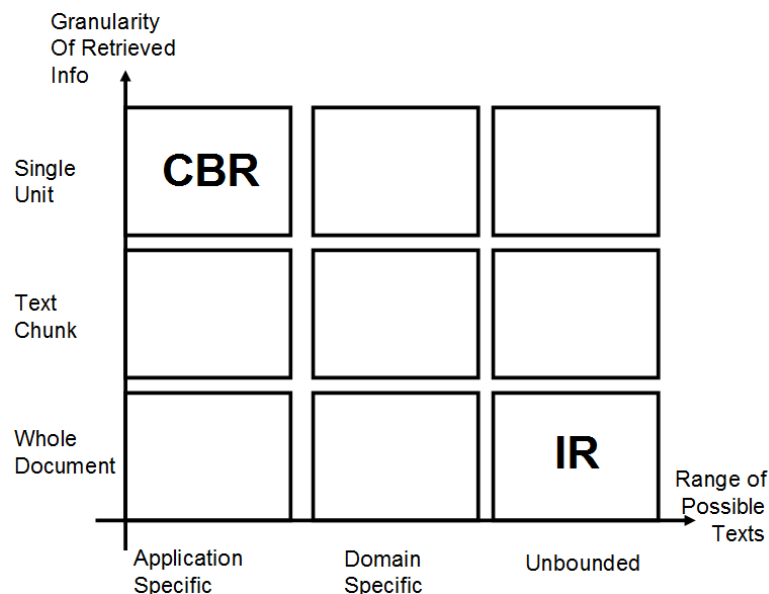 Granularity
Of Retrieved
Info
Single
Unit
CBR
Text
Chunk
Whole
Document
IR
Range of
Possible
Texts
Application
Specific
Domain
Specific
Unbounded